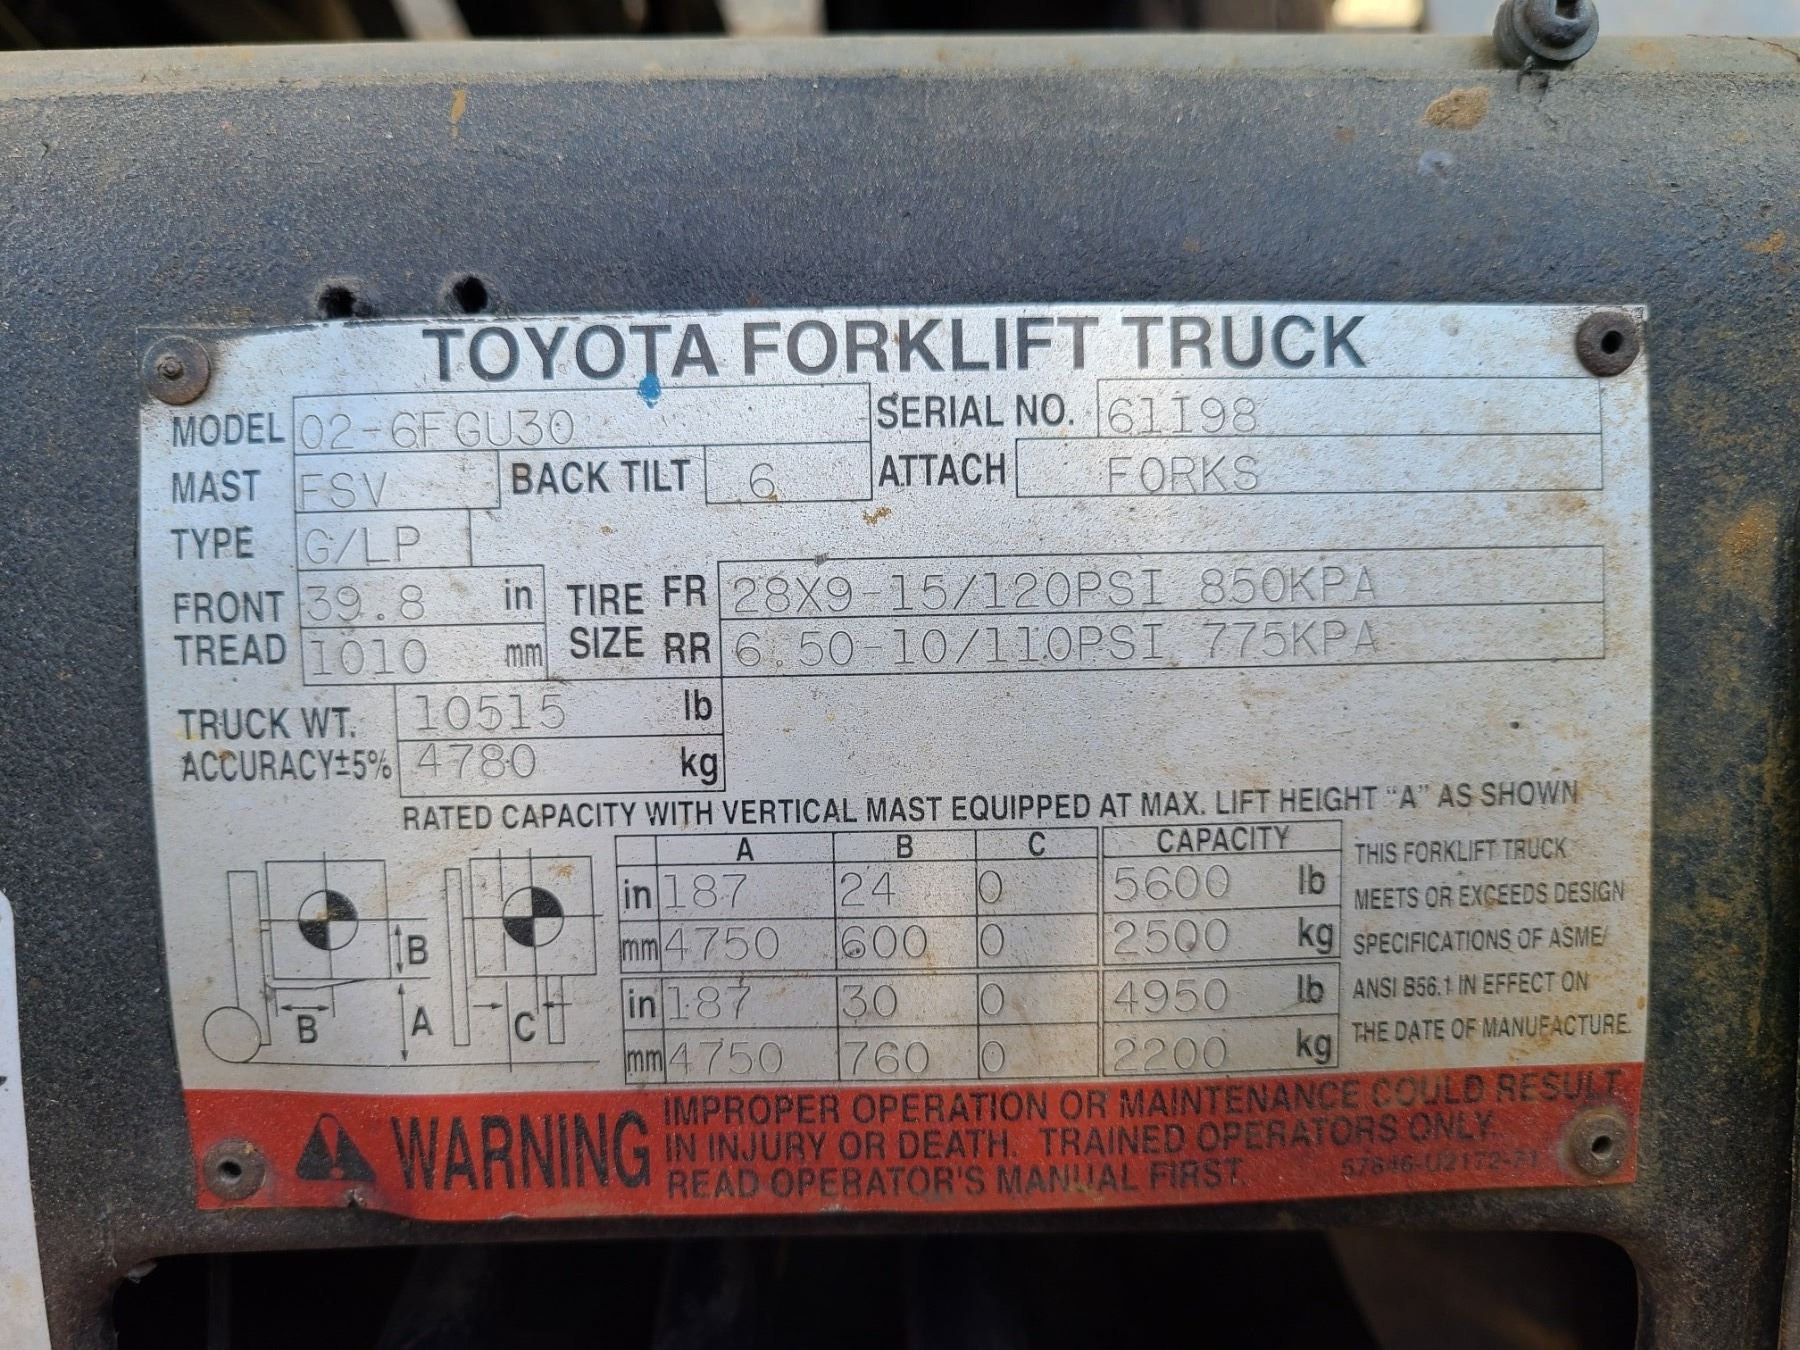 TOYOTA FORKLIFT TRUCK
MODEL 02-6FGU30 SERIAL NO. 61198
MAST FSV BACK TILT 6 ATTACH FORKS
TYPE G/LP
FRONT TREAD 39.8 in TIRE SIZE FR 28X9-15/120PSI 850KPA
1010 mm RR 6.50-10/110PSI 775KPA
TRUCK WT. 10515 lb
ACCURACY±5% 4780 kg
RATED CAPACITY WITH VERTICAL MAST EQUIPPED AT MAX. LIFT HEIGHT "A" AS SHOWN
A B C CAPACITY
in 187 24 0 5600 lb
mm 4750 600 0 2500 kg
in 187 30 0 4950 lb
mm 4750 760 0 2200 kg
B
B
A
C
THIS FORKLIFT TRUCK
MEETS OR EXCEEDS DESIGN
SPECIFICATIONS OF ASME/
ANSI B56.1 IN EFFECT ON
THE DATE OF MANUFACTURE.
WARNING
IMPROPER OPERATION OR MAINTENANCE COULD RESULT
IN INJURY OR DEATH. TRAINED OPERATORS ONLY.
READ OPERATOR'S MANUAL FIRST. 57846-U2172-71